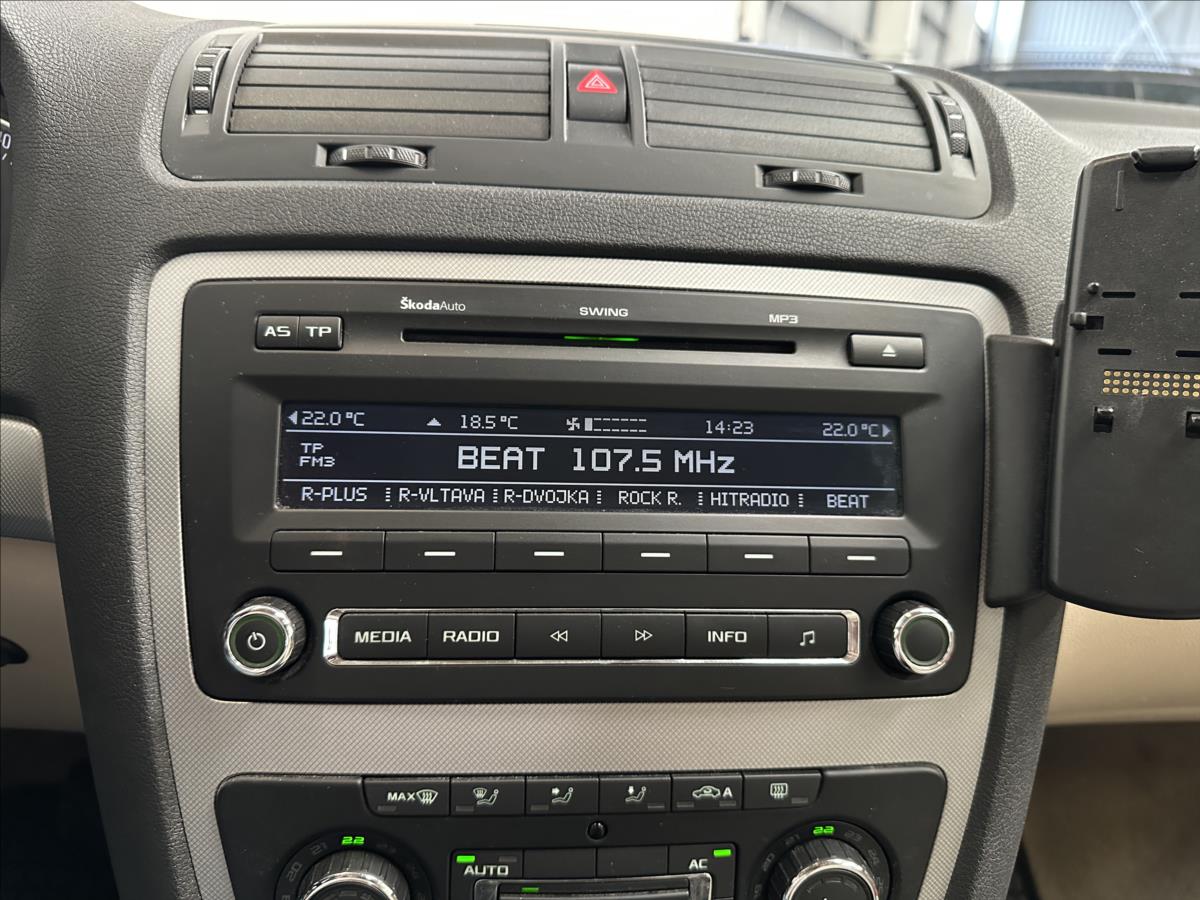 ŠkodaAuto SWING MP3
AS TP
22.0°C 18.5°C 14:23 22.0°C
TP
FM3
BEAT 107.5 MHz
R-PLUS R-VLTAVA R-DVOJKA ROCK R. HITRADIO BEAT
MEDIA RADIO INFO
MAX A
22 22
AUTO AC